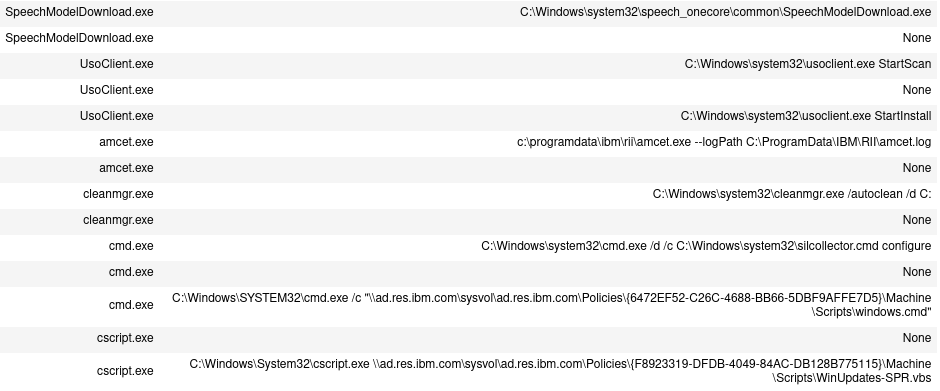 SpeechModelDownload.exe C:\Windows\system32\speech_onecore\common\SpeechModelDownload.exe
SpeechModelDownload.exe None
UsoClient.exe C:\Windows\system32\usoclient.exe StartScan
UsoClient.exe None
UsoClient.exe C:\Windows\system32\usoclient.exe StartInstall
amcet.exe c:\programdata\ibm\rii\amcet.exe --logPath C:\ProgramData\IBM\RII\amcet.log
amcet.exe None
cleanmgr.exe C:\Windows\system32\cleanmgr.exe /autoclean /d C:
cleanmgr.exe None
cmd.exe C:\Windows\system32\cmd.exe /d /c C:\Windows\system32\silcollector.cmd configure
cmd.exe None
cmd.exe C:\Windows\SYSTEM32\cmd.exe /c "\\ad.res.ibm.com\sysvol\ad.res.ibm.com\Policies\{6472EF52-C26C-4688-BB66-5DBF9AFFE7D5}\Machine
\Scripts\windows.cmd"
cscript.exe None
cscript.exe C:\Windows\System32\cscript.exe \\ad.res.ibm.com\sysvol\ad.res.ibm.com\Policies\{F8923319-DFDB-4049-84AC-DB128B775115}\Machine
\Scripts\WinUpdates-SPR.vbs